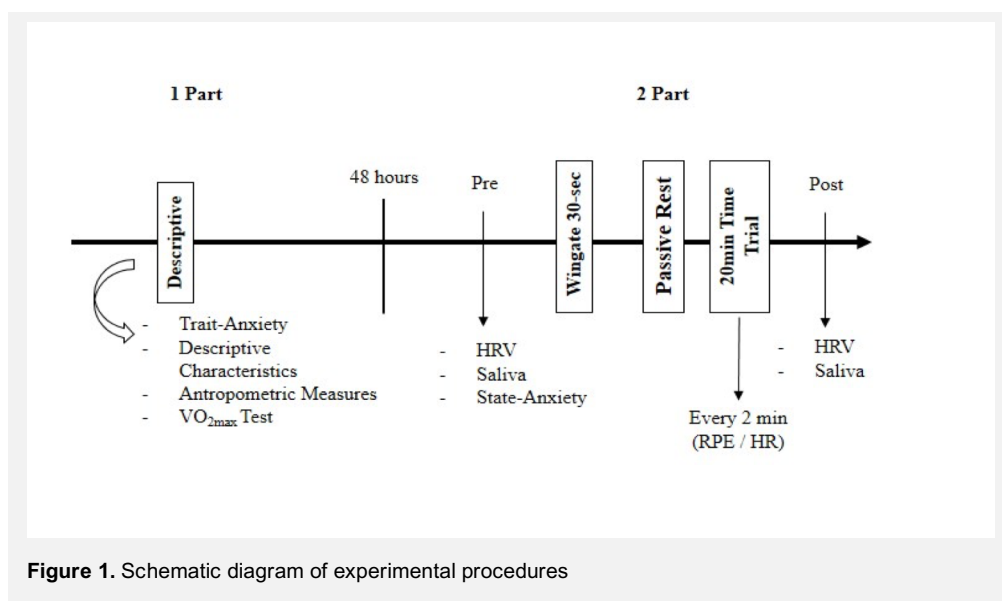 1 Part
2 Part
Descriptive
48 hours
Pre
Wingate 30-sec
Passive Rest
20min Time
Trial
Post
- Trait-Anxiety
- Descriptive
Characteristics
- Antropometric Measures
- VO2max Test
- HRV
- Saliva
- State-Anxiety
Every 2 min
(RPE / HR)
- HRV
- Saliva
Figure 1. Schematic diagram of experimental procedures